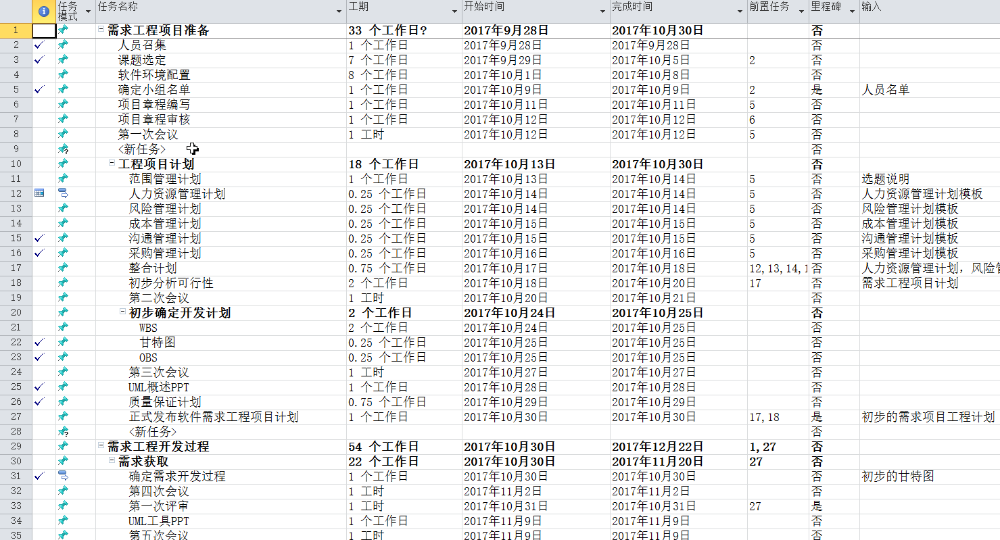 任务模式 任务名称 工期 开始时间 完成时间 前置任务 里程碑 输入
1 需求工程项目准备 33 个工作日? 2017年9月28日 2017年10月30日 否
2 人员召集 1 个工作日 2017年9月28日 2017年9月28日 否
3 课题选定 7 个工作日 2017年9月29日 2017年10月5日 2 否
4 软件环境配置 8 个工作日 2017年10月1日 2017年10月8日 否
5 确定小组名单 1 个工作日 2017年10月9日 2017年10月9日 2 是 人员名单
6 项目章程编写 1 个工作日 2017年10月11日 2017年10月11日 5 否
7 项目章程审核 1 个工作日 2017年10月12日 2017年10月12日 6 否
8 第一次会议 1 工时 2017年10月12日 2017年10月12日 5 否
9 <新任务> 否
10 工程项目计划 18 个工作日 2017年10月13日 2017年10月30日 否
11 范围管理计划 1 个工作日 2017年10月13日 2017年10月14日 5 否 选题说明
12 人力资源管理计划 0.25 个工作日 2017年10月14日 2017年10月14日 5 否 人力资源管理计划模板
13 风险管理计划 0.25 个工作日 2017年10月14日 2017年10月14日 5 否 风险管理计划模板
14 成本管理计划 0.25 个工作日 2017年10月15日 2017年10月15日 5 否 成本管理计划模板
15 沟通管理计划 0.25 个工作日 2017年10月15日 2017年10月15日 5 否 沟通管理计划模板
16 采购管理计划 0.25 个工作日 2017年10月16日 2017年10月16日 5 否 采购管理计划模板
17 整合计划 0.75 个工作日 2017年10月17日 2017年10月18日 12,13,14,1 否 人力资源管理计划,风险管
18 初步分析可行性 2 个工作日 2017年10月18日 2017年10月20日 17 否 需求工程项目计划
19 第二次会议 1 工时 2017年10月20日 2017年10月21日 否
20 初步确定开发计划 2 个工作日 2017年10月24日 2017年10月25日 否
21 WBS 2 个工作日 2017年10月24日 2017年10月25日 否
22 甘特图 0.25 个工作日 2017年10月25日 2017年10月25日 否
23 OBS 0.25 个工作日 2017年10月25日 2017年10月25日 否
24 第三次会议 1 工时 2017年10月27日 2017年10月27日 否
25 UML概述PPT 1 个工作日 2017年10月28日 2017年10月28日 否
26 质量保证计划 0.75 个工作日 2017年10月29日 2017年10月29日 否
27 正式发布软件需求工程项目计划 1 个工作日 2017年10月30日 2017年10月30日 17,18 是 初步的需求项目工程计划
28 <新任务> 否
29 需求工程开发过程 54 个工作日 2017年10月30日 2017年12月22日 1,27 否
30 需求获取 22 个工作日 2017年10月30日 2017年11月20日 27 否
31 确定需求开发过程 1 个工作日 2017年10月30日 2017年10月30日 否 初步的甘特图
32 第四次会议 1 工时 2017年11月2日 2017年11月2日 否
33 第一次评审 1 工时 2017年10月31日 2017年10月31日 27 是
34 UML工具PPT 1 个工作日 2017年11月9日 2017年11月9日 否
35 第五次会议 1 工时 2017年11月9日 2017年11月9日 否